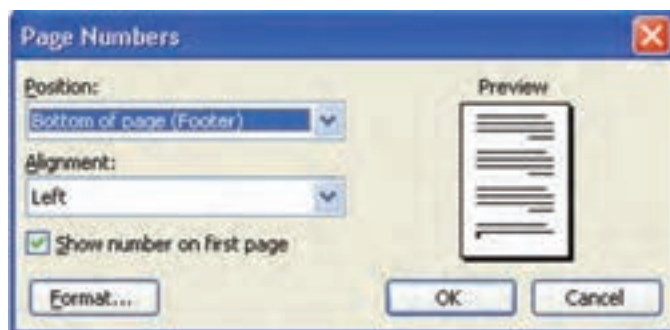 Page Numbers
Position:
Preview
Bottom of page (Footer)
Alignment:
Left
Show number on first page
Format...
OK
Cancel